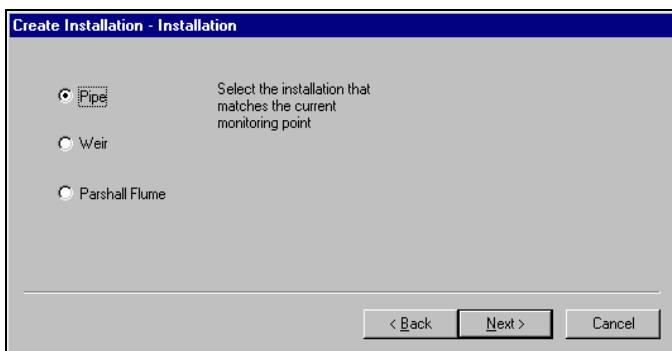 Create Installation - Installation
Pipe
Select the installation that
matches the current
monitoring point
Weir
Parshall Flume
< Back
Next >
Cancel